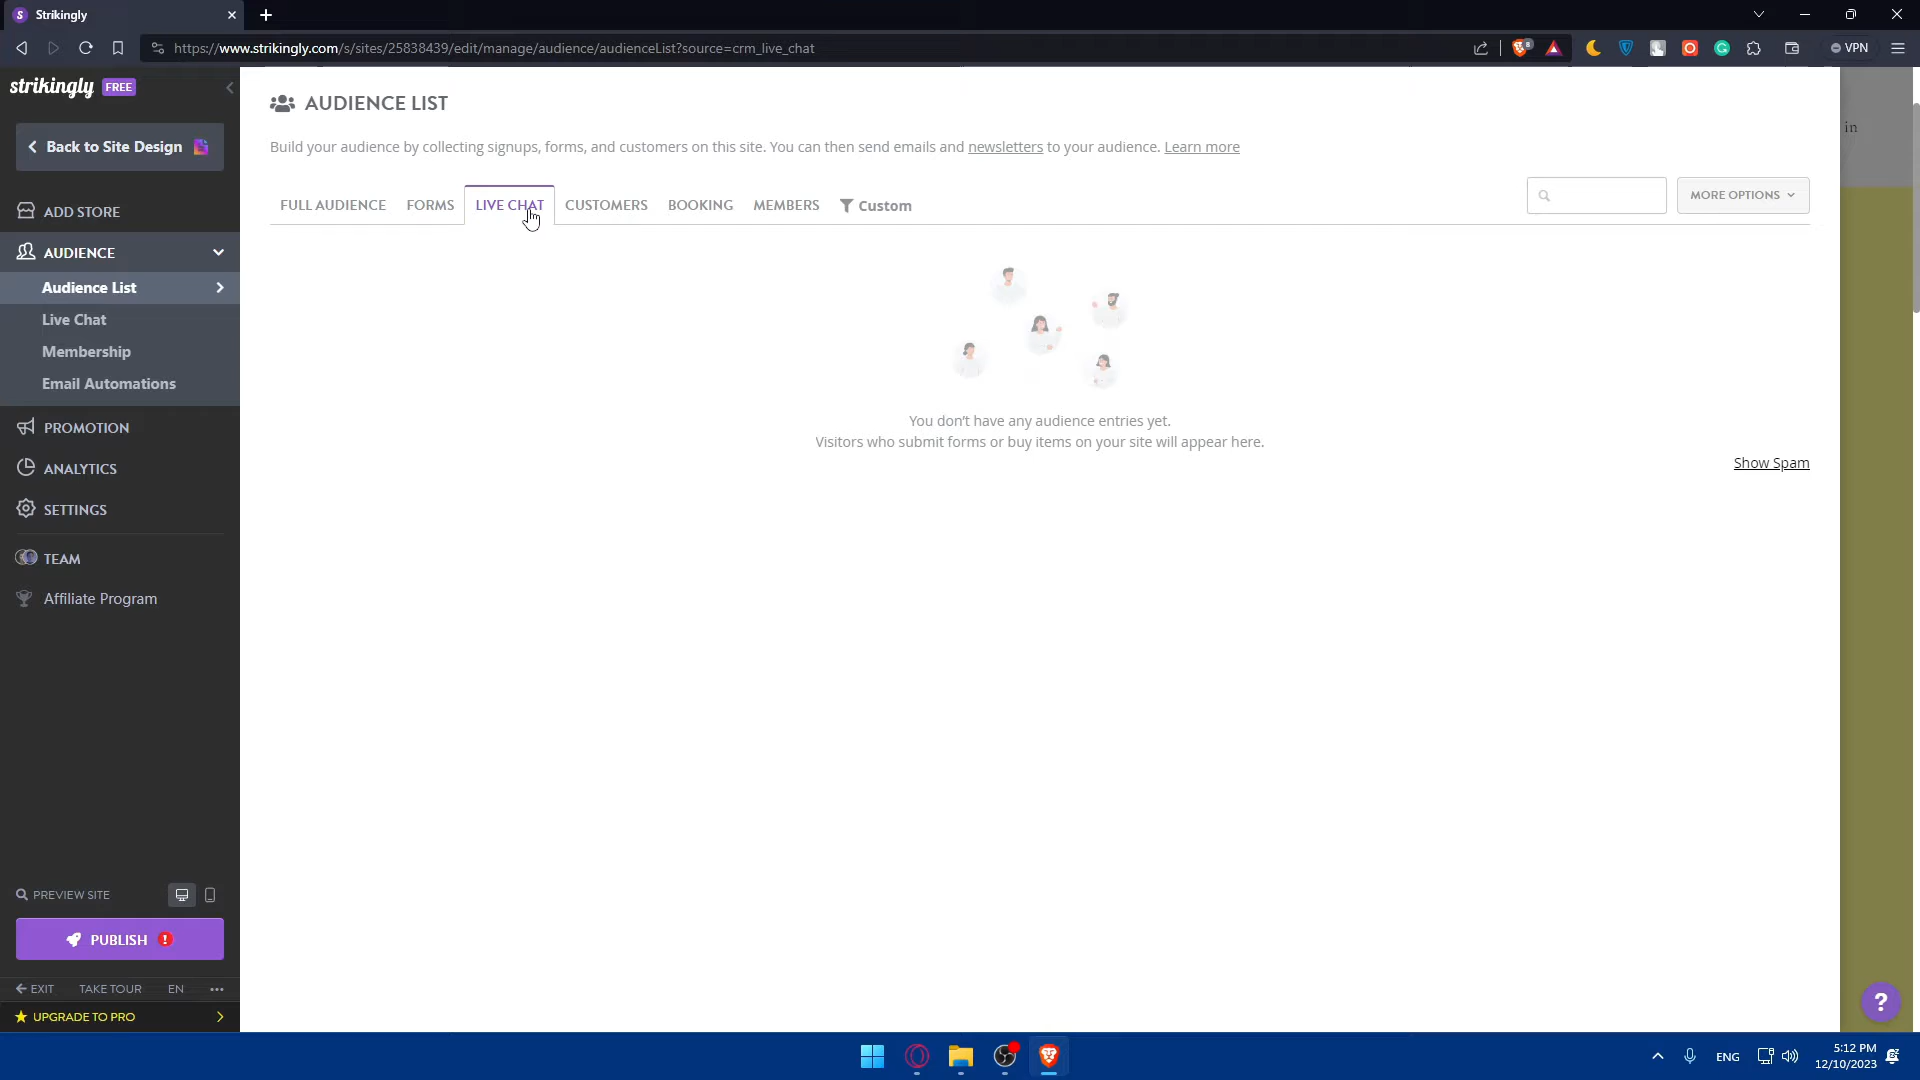 Strikingly
https://www.strikingly.com/s/sites/25838439/edit/manage/audience/audienceList?source=crm_live_chat
8
VPN
strikingly FREE
Back to Site Design
ADD STORE
AUDIENCE
Audience List
Live Chat
Membership
Email Automations
PROMOTION
ANALYTICS
SETTINGS
TEAM
Affiliate Program
PREVIEW SITE
PUBLISH !
EXIT TAKE TOUR EN ...
UPGRADE TO PRO
AUDIENCE LIST
Build your audience by collecting signups, forms, and customers on this site. You can then send emails and newsletters to your audience. Learn more
FULL AUDIENCE FORMS LIVE CHAT CUSTOMERS BOOKING MEMBERS Custom
MORE OPTIONS
You don't have any audience entries yet.
Visitors who submit forms or buy items on your site will appear here.
Show Spam
in
?
ENG
5:12 PM
12/10/2023